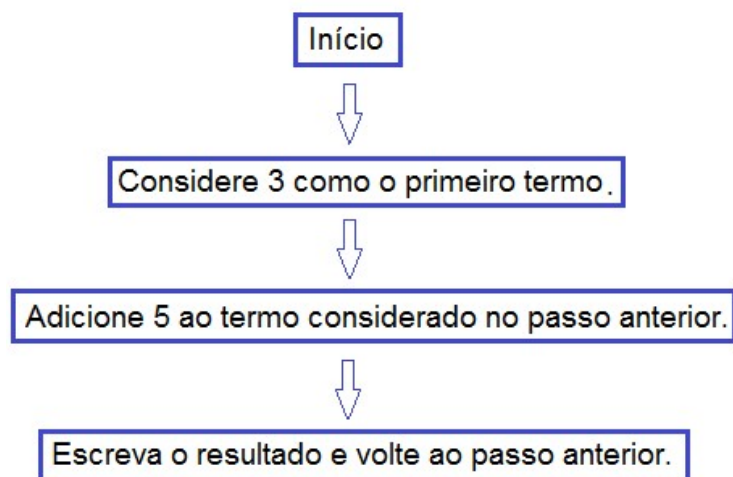 Início
Considere 3 como o primeiro termo.
Adicione 5 ao termo considerado no passo anterior.
Escreva o resultado e volte ao passo anterior.